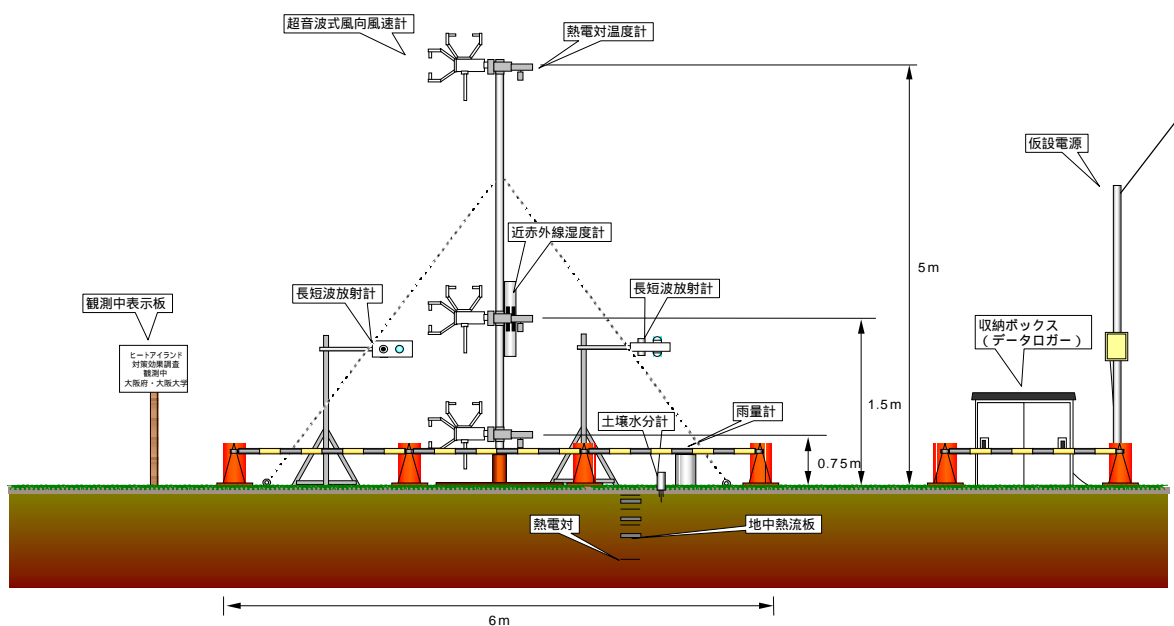 超音波式風向風速計
熱電対温度計
仮設電源
近赤外線湿度計
5m
長短波放射計
長短波放射計
観測中表示板
収納ボックス
(データロガー)
ヒートアイランド
対策効果調査
観測中
大阪府・大阪大学
1.5m
雨量計
土壌水分計
0.75m
熱電対
地中熱流板
6m